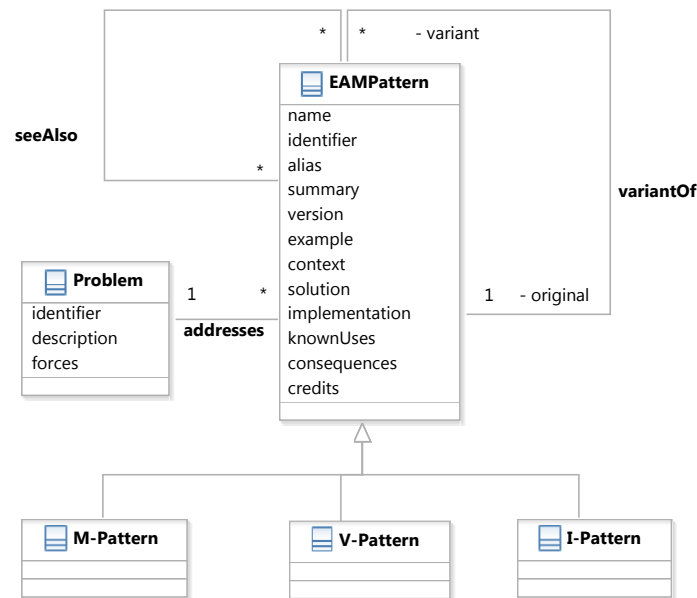 * * - variant
EAMPattern
name
identifier
seeAlso
alias
*
summary
variantOf
version
example
context
Problem
solution
1 *
1 - original
identifier
implementation
addresses
description
knownUses
forces
consequences
credits
M-Pattern
V-Pattern
I-Pattern